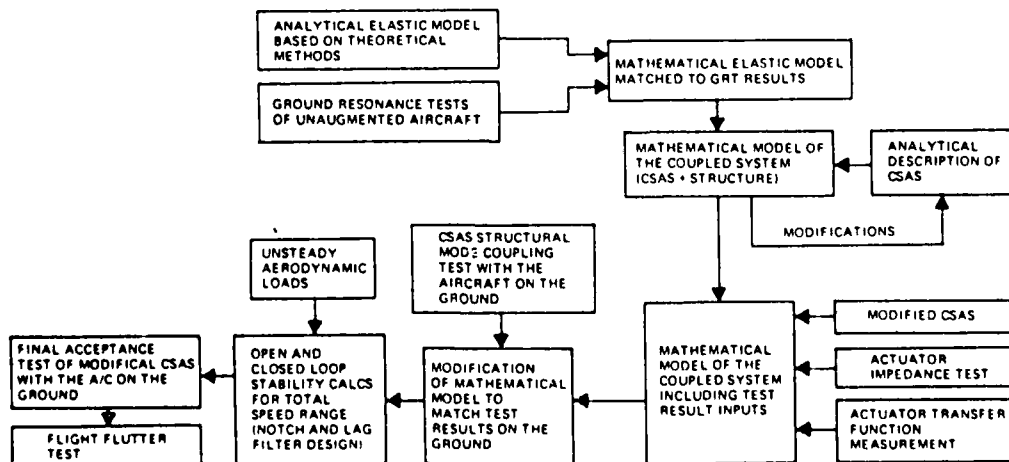 ANALYTICAL ELASTIC MODEL
BASED ON THEORETICAL
METHODS
GROUND RESONANCE TESTS
OF UNAUGMENTED AIRCRAFT
MATHEMATICAL ELASTIC MODEL
MATCHED TO GRT RESULTS
MATHEMATICAL MODEL OF
THE COUPLED SYSTEM
(CSAS + STRUCTURE)
ANALYTICAL
DESCRIPTION OF
CSAS
MODIFICATIONS
UNSTEADY
AERODYNAMIC
LOADS
CSAS STRUCTURAL
MODE COUPLING
TEST WITH THE
AIRCRAFT ON THE
GROUND
MODIFIED CSAS
ACTUATOR
IMPEDANCE TEST
ACTUATOR TRANSFER
FUNCTION
MEASUREMENT
MATHEMATICAL
MODEL OF THE
COUPLED SYSTEM
INCLUDING TEST
RESULT INPUTS
MODIFICATION
OF MATHEMATICAL
MODEL TO
MATCH TEST
RESULTS ON THE
GROUND
OPEN AND
CLOSED LOOP
STABILITY CALCS
FOR TOTAL
SPEED RANGE
(NOTCH AND LAG
FILTER DESIGN)
FINAL ACCEPTANCE
TEST OF MODIFICAL CSAS
WITH THE A/C ON THE
GROUND
FLIGHT FLUTTER
TEST